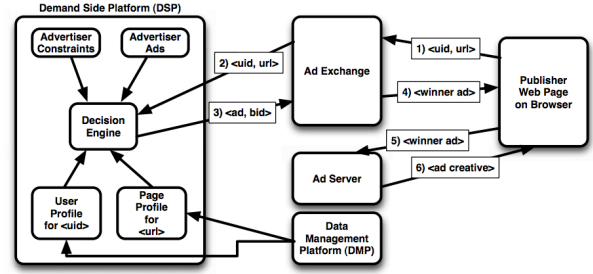 Demand Side Platform (DSP)
Advertiser
Constraints
Advertiser
Ads
2) <uid, url>
Ad Exchange
1) <uid, url>
Publisher
Web Page
on Browser
4) <winner ad>
3) <ad, bid>
Decision
Engine
5) <winner ad>
6) <ad creative>
Ad Server
User
Profile
for <uid>
Page
Profile
for
<url>
Data
Management
Platform (DMP)